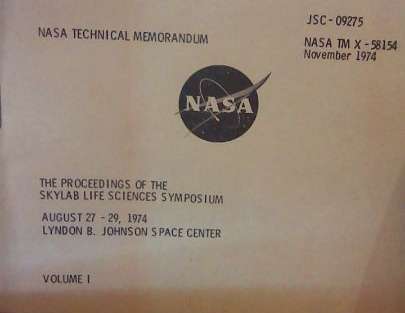 JSC - 09275
NASA TECHNICAL MEMORANDUM
NASA TM X - 58154
November 1974
NASA
THE PROCEEDINGS OF THE
SKYLAB LIFE SCIENCES SYMPOSIUM
AUGUST 27 - 29, 1974
LYNDON B. JOHNSON SPACE CENTER
VOLUME I